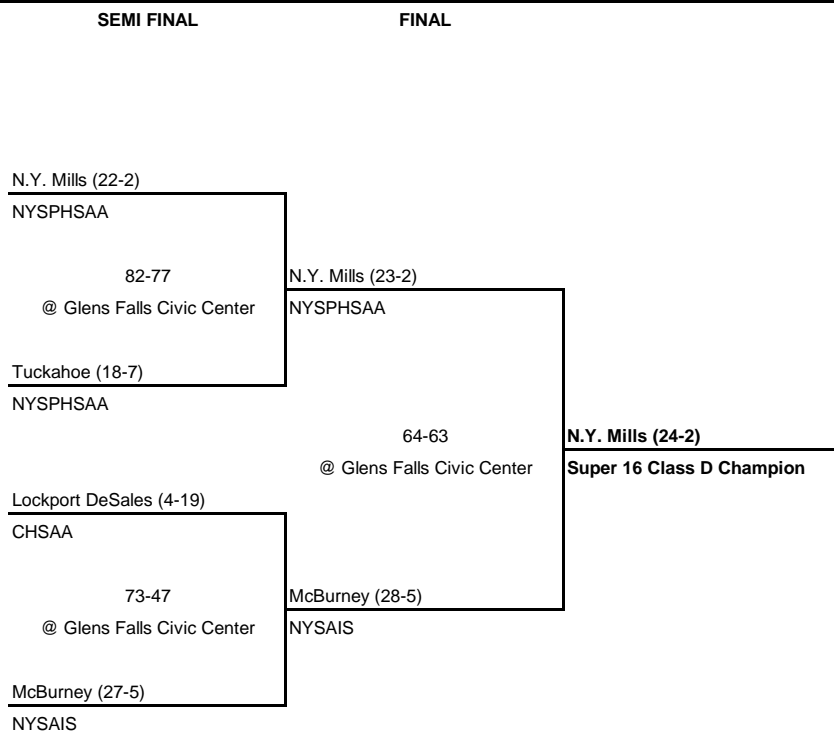 SEMI FINAL FINAL
N.Y. Mills (22-2)
NYSPHSAA
82-77 N.Y. Mills (23-2)
@ Glens Falls Civic Center NYSPHSAA
Tuckahoe (18-7)
NYSPHSAA
64-63 N.Y. Mills (24-2)
@ Glens Falls Civic Center Super 16 Class D Champion
Lockport DeSales (4-19)
CHSAA
73-47 McBurney (28-5)
@ Glens Falls Civic Center NYSAIS
McBurney (27-5)
NYSAIS